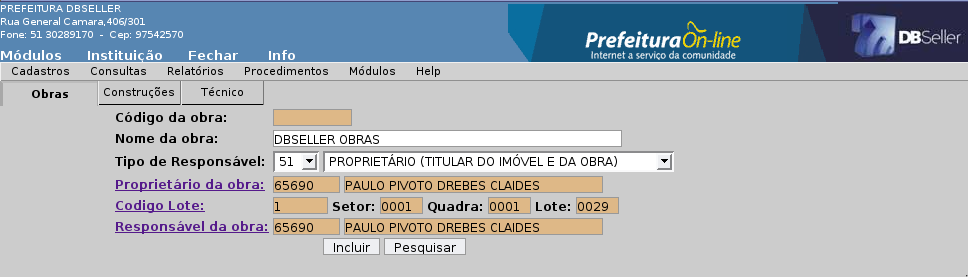 PREFEITURA DBSELLER
Rua General Camara,406/301
Fone: 51 30289170 - Cep: 97542570
PrefeituraOn-line
Internet a serviço da comunidade
DBSeller
Módulos Instituição Fechar Info
Cadastros Consultas Relatórios Procedimentos Módulos Help
Obras Construções Técnico
Código da obra:
Nome da obra: DBSELLER OBRAS
Tipo de Responsável: 51 PROPRIETÁRIO (TITULAR DO IMÓVEL E DA OBRA)
Proprietário da obra: 65690 PAULO PIVOTO DREBES CLAIDES
Codigo Lote: 1 Setor: 0001 Quadra: 0001 Lote: 0029
Responsável da obra: 65690 PAULO PIVOTO DREBES CLAIDES
Incluir Pesquisar